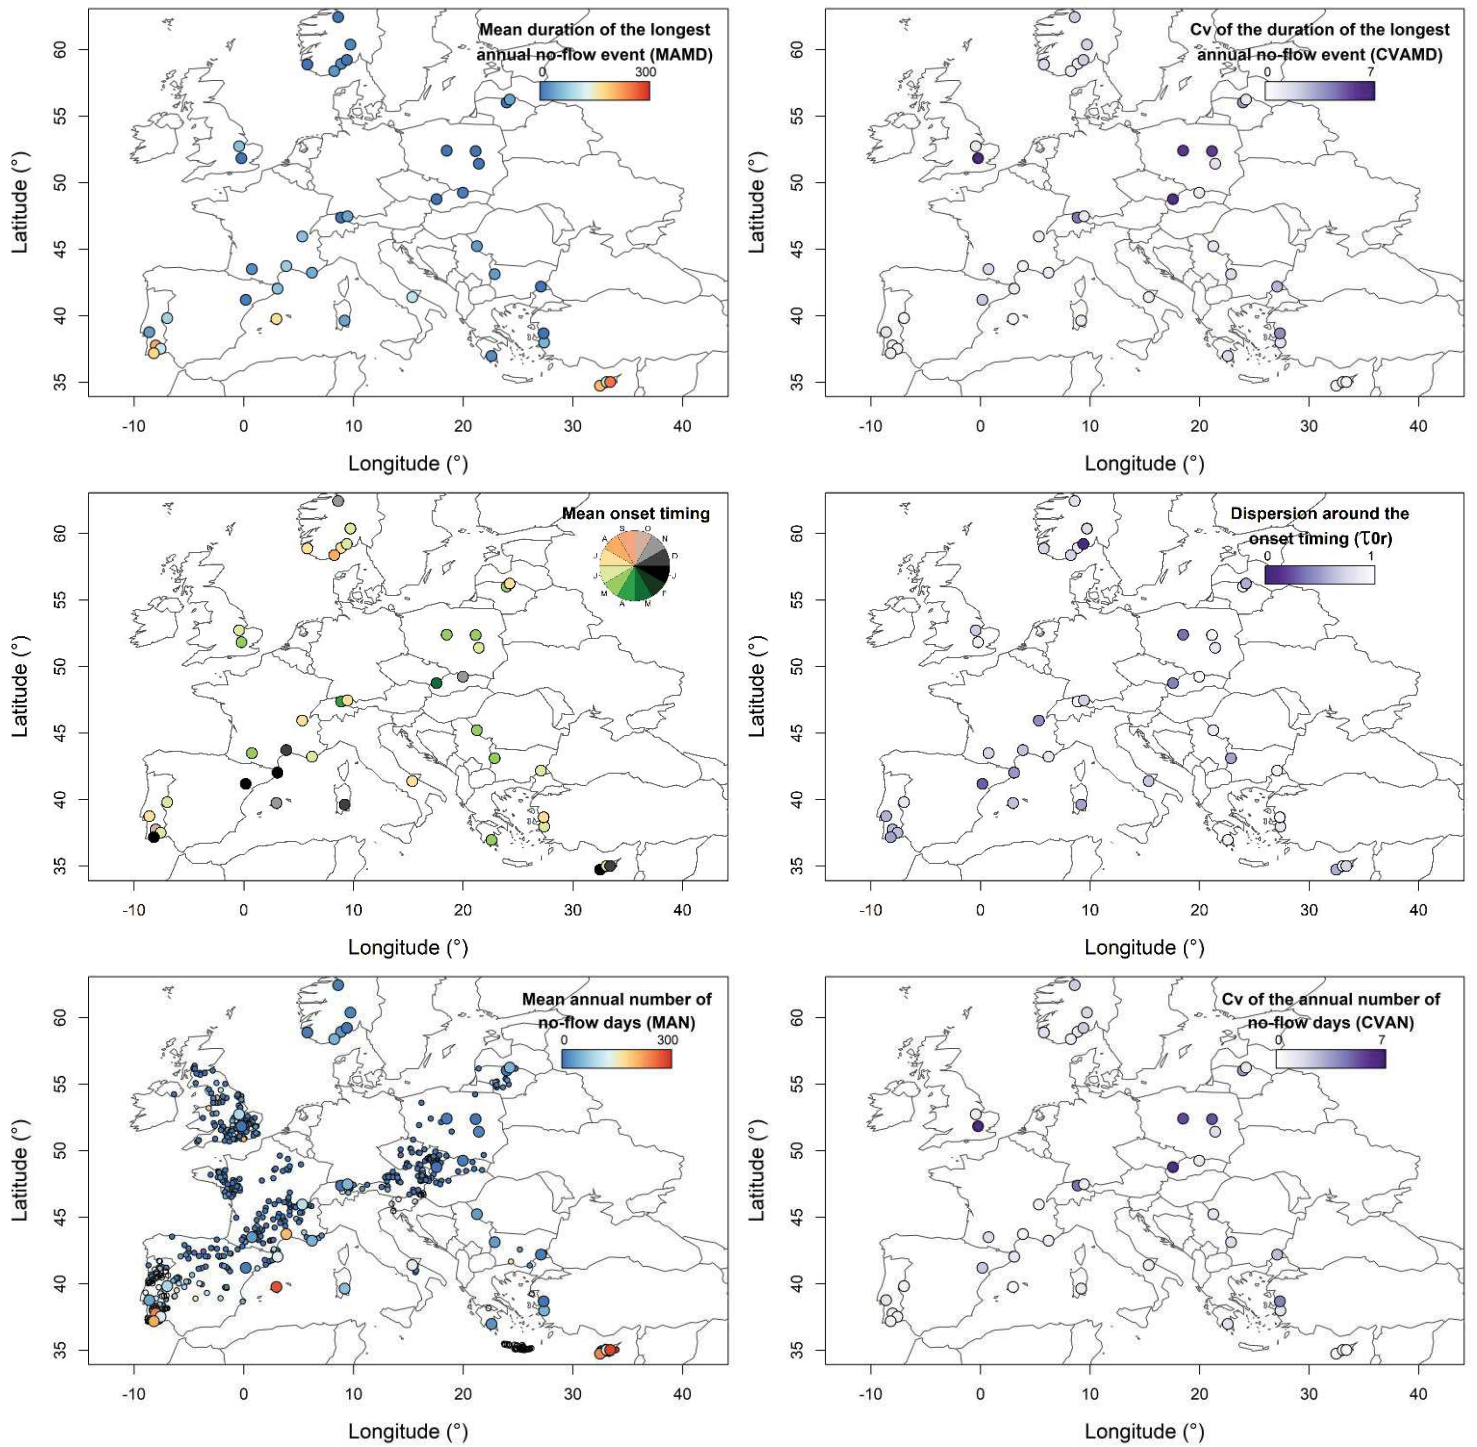 Mean duration of the longest
annual no-flow event (MAMD)
0 300
60
55
50
45
40
35
Latitude (°)
-10 0 10 20 30 40
Longitude (°)
Cv of the duration of the longest
annual no-flow event (CVAMD)
0 7
60
55
50
45
40
35
Latitude (°)
-10 0 10 20 30 40
Longitude (°)
Mean onset timing
S O
A N
J D
J J
M F
A M
60
55
50
45
40
35
Latitude (°)
-10 0 10 20 30 40
Longitude (°)
Dispersion around the
onset timing (τ0r)
0 1
60
55
50
45
40
35
Latitude (°)
-10 0 10 20 30 40
Longitude (°)
Mean annual number of
no-flow days (MAN)
0 300
60
55
50
45
40
35
Latitude (°)
-10 0 10 20 30 40
Longitude (°)
Cv of the annual number of
no-flow days (CVAN)
0 7
60
55
50
45
40
35
Latitude (°)
-10 0 10 20 30 40
Longitude (°)